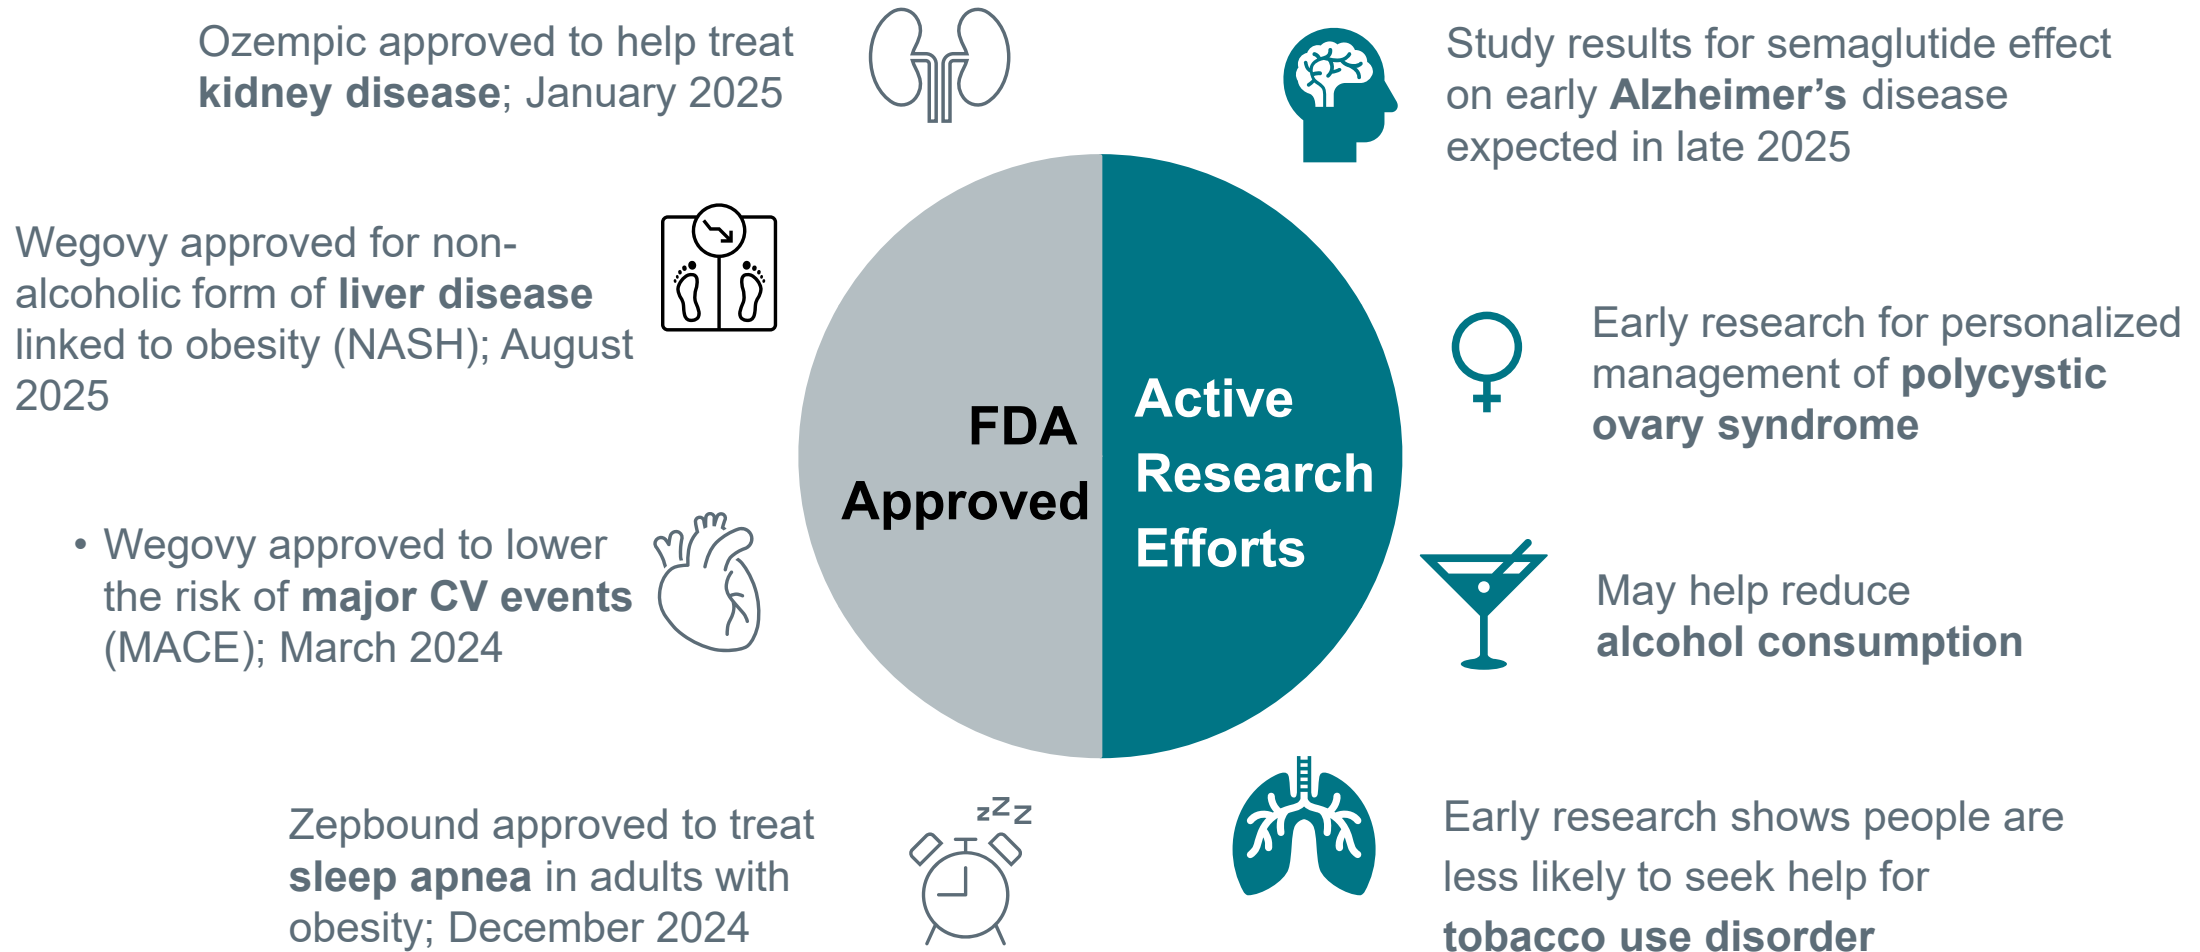 Ozempic approved to help treat
kidney disease; January 2025
Wegovy approved for non-
alcoholic form of liver disease
linked to obesity (NASH); August
2025
• Wegovy approved to lower
the risk of major CV events
(MACE); March 2024
Zepbound approved to treat
sleep apnea in adults with
obesity; December 2024
zZZ
FDA
Approved
Active
Research
Efforts
Study results for semaglutide effect
on early Alzheimer’s disease
expected in late 2025
Early research for personalized
management of polycystic
ovary syndrome
May help reduce
alcohol consumption
Early research shows people are
less likely to seek help for
tobacco use disorder